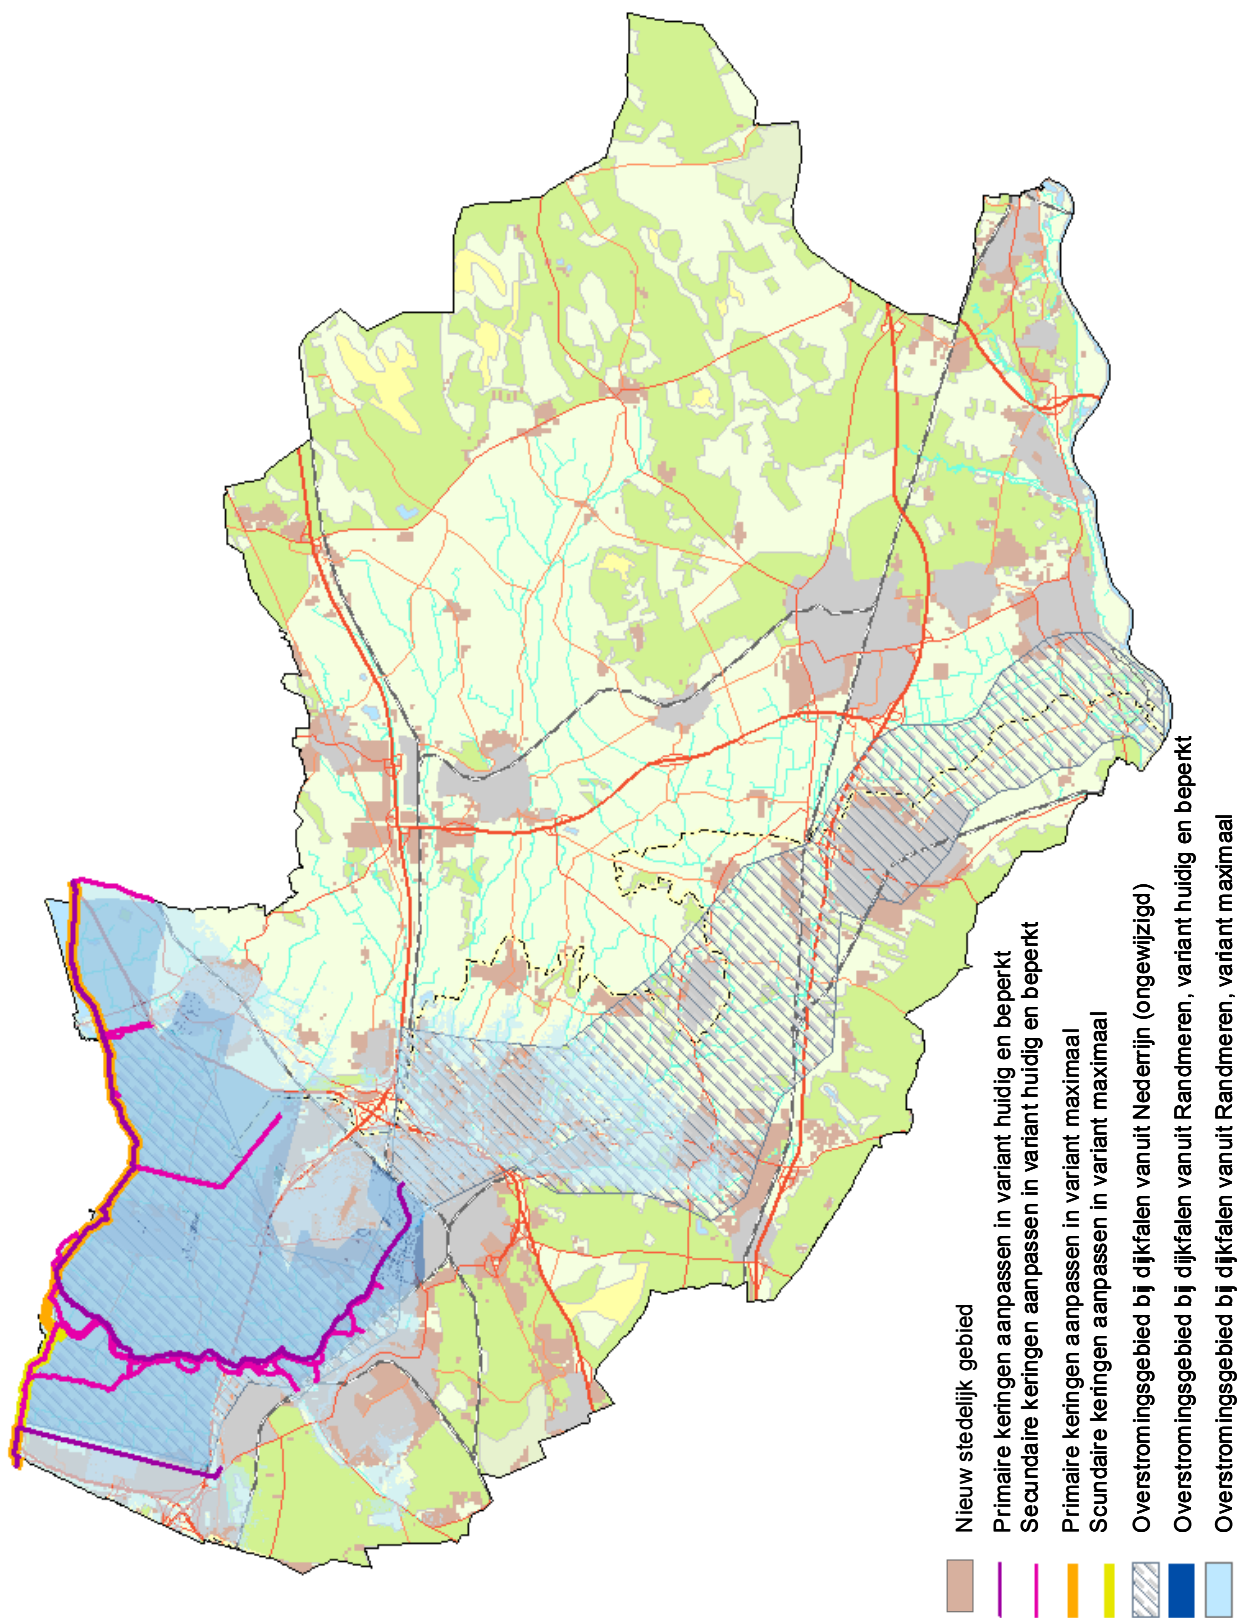 Nieuw stedelijk gebied
Primaire keringen aanpassen in variant huidig en beperkt
Secundaire keringen aanpassen in variant huidig en beperkt
Primaire keringen aanpassen in variant maximaal
Scundaire keringen aanpassen in variant maximaal
Overstromingsgebied bij dijkfalen vanuit Nederrijn (ongewijzigd)
Overstromingsgebied bij dijkfalen vanuit Randmeren, variant huidig en beperkt
Overstromingsgebied bij dijkfalen vanuit Randmeren, variant maximaal